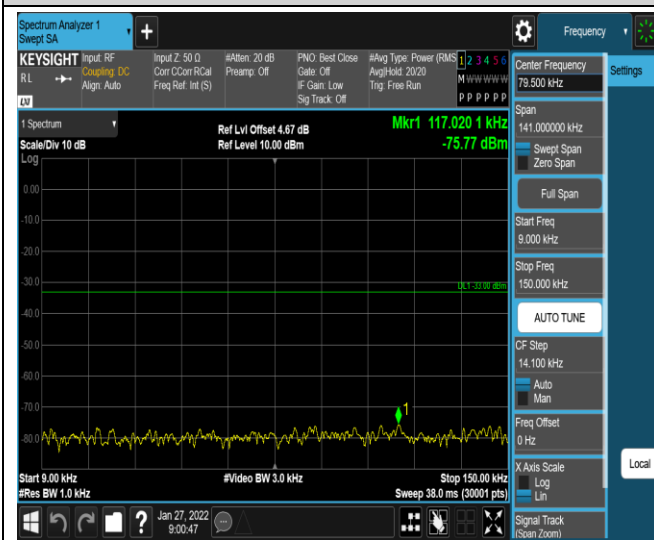 Spectrum Analyzer 1
Swept SA
+
Frequency
KEYSIGHT
RL
LXI
Input: RF
Coupling: DC
Align: Auto
Input Z: 50 Ω
Corr CCorr RCal
Freq Ref: Int (S)
#Atten: 20 dB
Preamp: Off
PNO: Best Close
Gate: Off
IF Gain: Low
Sig Track: Off
#Avg Type: Power (RMS
Avg|Hold: 20/20
Trig: Free Run
1 2 3 4 5 6
M W W W W W
P P P P P P
1 Spectrum
Scale/Div 10 dB
Log
Ref Lvl Offset 4.67 dB
Ref Level 10.00 dBm
Mkr1 117.020 1 kHz
-75.77 dBm
0.00
-10.0
-20.0
-30.0
DL1 -33.00 dBm
-40.0
-50.0
-60.0
-70.0
1
-80.0
Start 9.00 kHz
#Res BW 1.0 kHz
#Video BW 3.0 kHz
Stop 150.00 kHz
Sweep 38.0 ms (30001 pts)
?
Jan 27, 2022
9:00:47
Center Frequency
79.500 kHz
Span
141.000000 kHz
Swept Span
Zero Span
Full Span
Start Freq
9.000 kHz
Stop Freq
150.000 kHz
AUTO TUNE
CF Step
14.100 kHz
Auto
Man
Freq Offset
0 Hz
X Axis Scale
Log
Lin
Signal Track
(Span Zoom)
Settings
Local